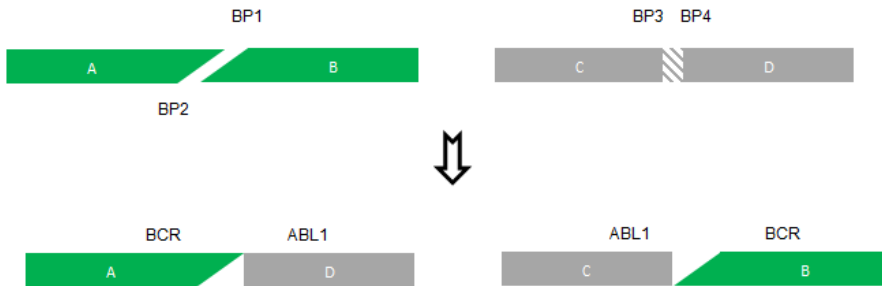 BP1
BP3 BP4
A B C D
BP2
BCR ABL1 ABL1 BCR
A D C B